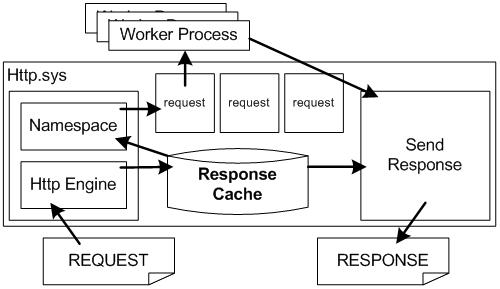 Worker Process
Http.sys
Namespace
request
request
request
Http Engine
Response
Cache
Send
Response
REQUEST
RESPONSE